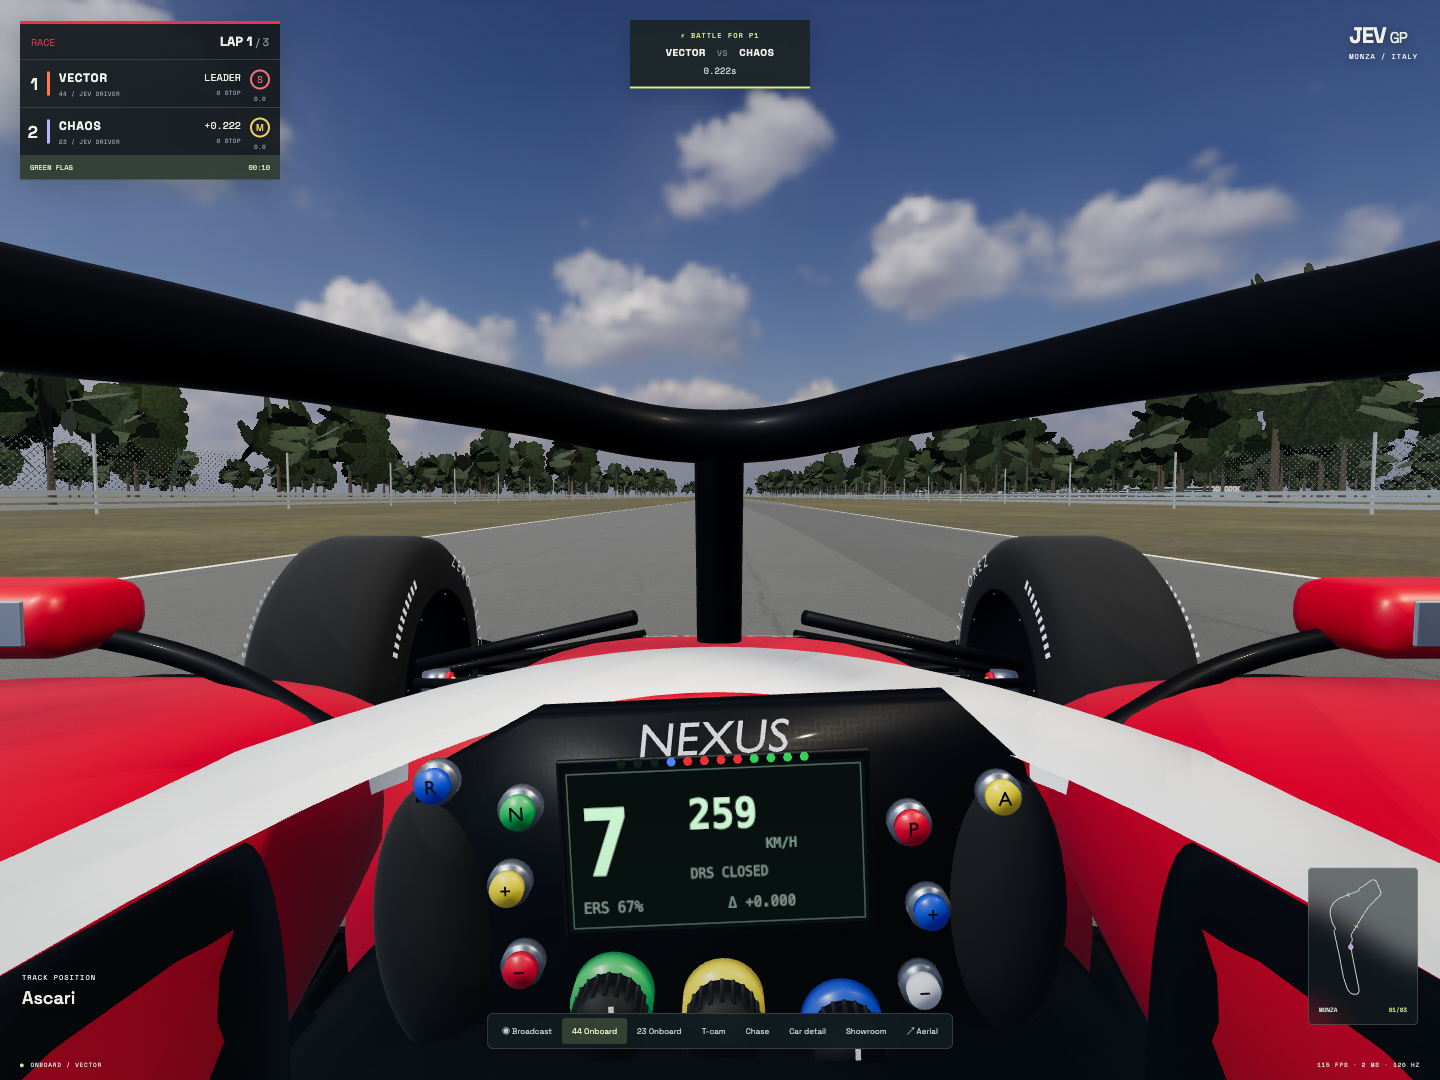 RACE
LAP 1 / 3
1 VECTOR LEADER S
44 / JEV DRIVER 0 STOP 0.0
2 CHAOS +0.222 M
23 / JEV DRIVER 0 STOP 0.0
GREEN FLAG 00:10
⚡ BATTLE FOR P1
VECTOR VS CHAOS
0.222s
JEV GP
MONZA / ITALY
NEXUS
R
N
+
−
A
P
+
−
7 259
KM/H
DRS CLOSED
ERS 67% Δ +0.000
TRACK POSITION
Ascari
ONBOARD / VECTOR
Broadcast 44 Onboard 23 Onboard T-cam Chase Car detail Showroom ↗ Aerial
MONZA 01/03
115 FPS · 2 MS · 120 HZ